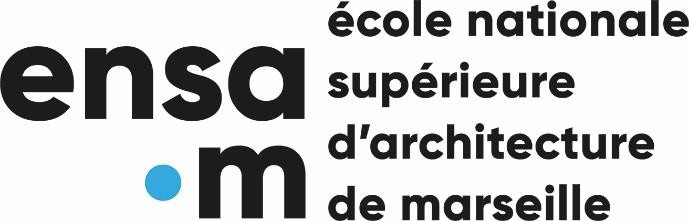 ensa
•m
école nationale
supérieure
d’architecture
de marseille